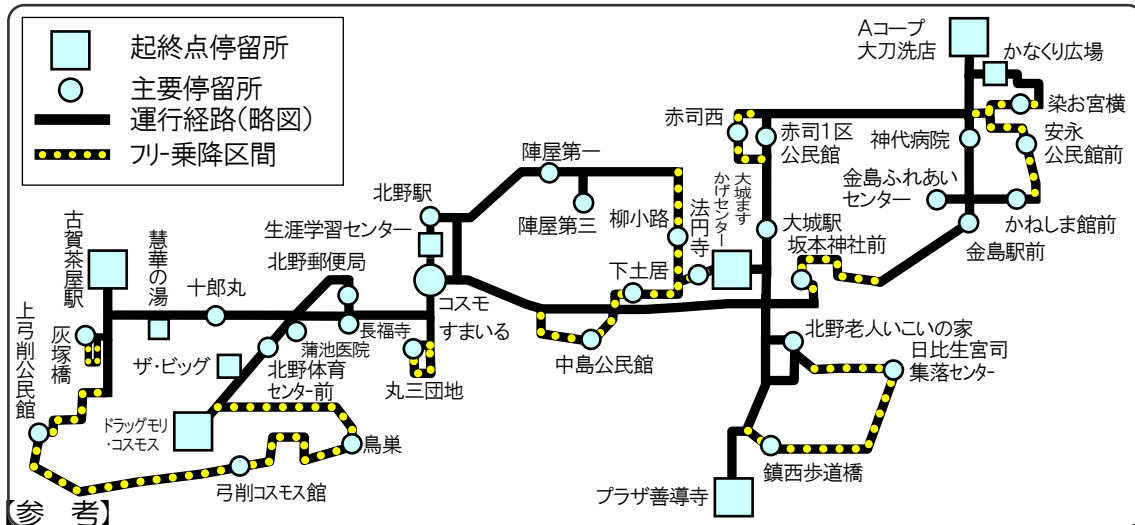 起終点停留所
主要停留所
運行経路(略図)
フリー乗降区間
Aコープ
大刀洗店
かなくり広場
染お宮横
安永
公民館前
神代病院
赤司西
赤司1区
公民館
金島ふれあい
センター
かねしま館前
金島駅前
陣屋第一
陣屋第三
北野駅
生涯学習センター
北野郵便局
柳小路
法円寺
大城ます
かげセンター
大城駅
坂本神社前
下土居
コスモ
すまいる
中島公民館
古賀茶屋駅
慧華の湯
十郎丸
長福寺
蒲池医院
丸三団地
上弓削公民館
灰塚橋
ザ・ビッグ
北野体育
センター前
ドラッグモリ
・コスモス
鳥巣
弓削コスモス館
北野老人いこいの家
日比生宮司
集落センター
鎮西歩道橋
プラザ善導寺
【参 考】